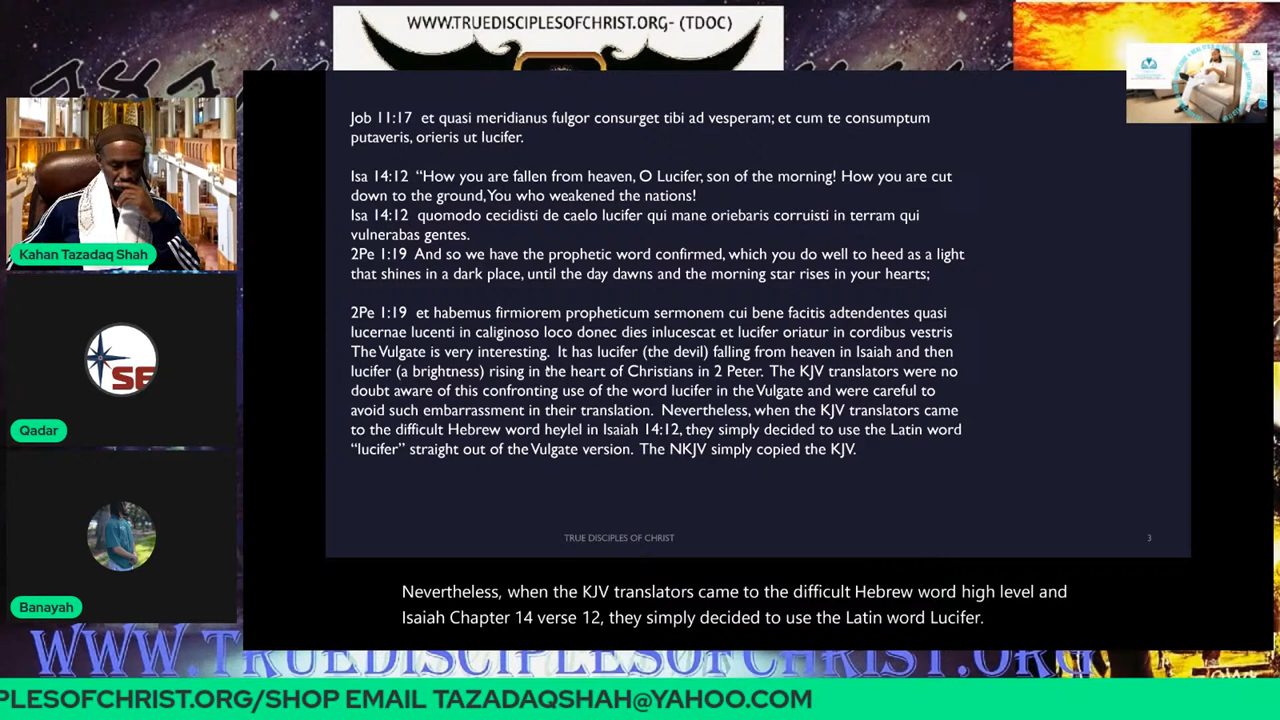 WWW.TRUEDISCIPLESOFCHRIST.ORG- (TDOC)
Job 11:17 et quasi meridianus fulgor consurget tibi ad vesperam; et cum te consumptum
putaveris, orieris ut lucifer.
Isa 14:12 “How you are fallen from heaven, O Lucifer, son of the morning! How you are cut
down to the ground, You who weakened the nations!
Isa 14:12 quomodo cecidisti de caelo lucifer qui mane oriebaris corruisti in terram qui
vulnerabas gentes.
2Pe 1:19 And so we have the prophetic word confirmed, which you do well to heed as a light
that shines in a dark place, until the day dawns and the morning star rises in your hearts;
2Pe 1:19 et habemus firmiorem propheticum sermonem cui bene facitis adtendentes quasi
lucernae lucenti in caliginoso loco donec dies inlucescat et lucifer oriatur in cordibus vestris
The Vulgate is very interesting. It has lucifer (the devil) falling from heaven in Isaiah and then
lucifer (a brightness) rising in the heart of Christians in 2 Peter. The KJV translators were no
doubt aware of this confronting use of the word lucifer in the Vulgate and were careful to
avoid such embarrassment in their translation. Nevertheless, when the KJV translators came
to the difficult Hebrew word heylel in Isaiah 14:12, they simply decided to use the Latin word
“lucifer” straight out of the Vulgate version. The NKJV simply copied the KJV.
TRUE DISCIPLES OF CHRIST
3
Kahan Tazadaq Shah
SE
Qadar
Banayah
Nevertheless, when the KJV translators came to the difficult Hebrew word high level and
Isaiah Chapter 14 verse 12, they simply decided to use the Latin word Lucifer.
WWW.TRUEDISCIPLESOFCHRIST.ORG
PLESOFCHRIST.ORG/SHOP EMAIL TAZADAQSHAH@YAHOO.COM